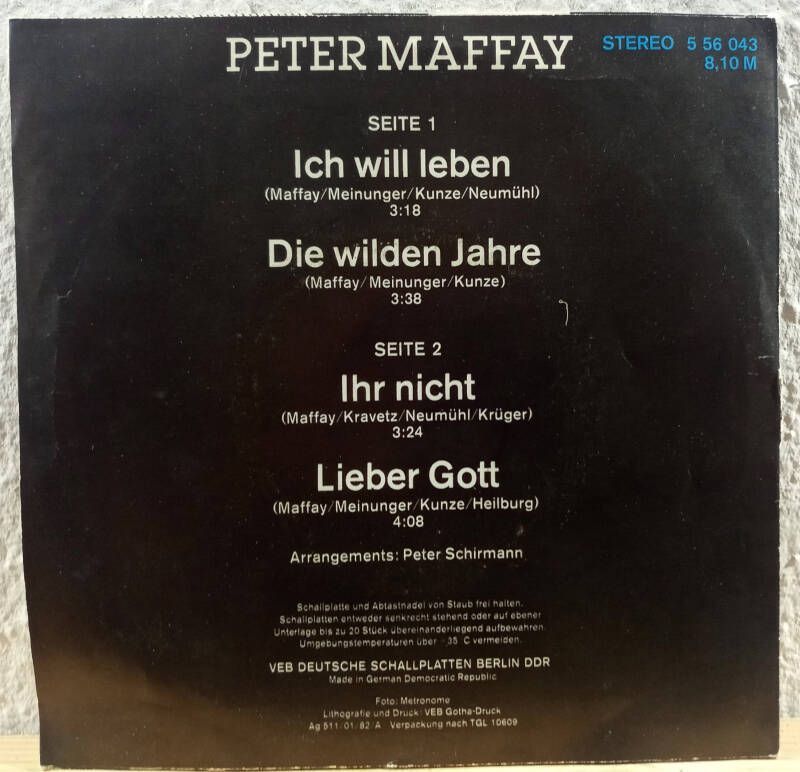 PETER MAFFAY
STEREO 5 56 043
8,10 M
SEITE 1
Ich will leben
(Maffay/Meinunger/Kunze/Neumühl)
3:18
Die wilden Jahre
(Maffay/Meinunger/Kunze)
3:38
SEITE 2
Ihr nicht
(Maffay/Kravetz/Neumühl/Krüger)
3:24
Lieber Gott
(Maffay/Meinunger/Kunze/Heilburg)
4:08
Arrangements: Peter Schirmann
Schallplatte und Abtastnadel von Staub frei halten.
Schallplatten entweder senkrecht stehend oder auf ebener
Unterlage bis zu 20 Stück übereinanderliegend aufbewahren.
Umgebungstemperaturen über 35 °C vermeiden.
VEB DEUTSCHE SCHALLPLATTEN BERLIN DDR
Made in German Democratic Republic
Foto: Metronome
Lithografie und Druck: VEB Gotha-Druck
Ag 511/01/82/A Verpackung nach TGL 10609